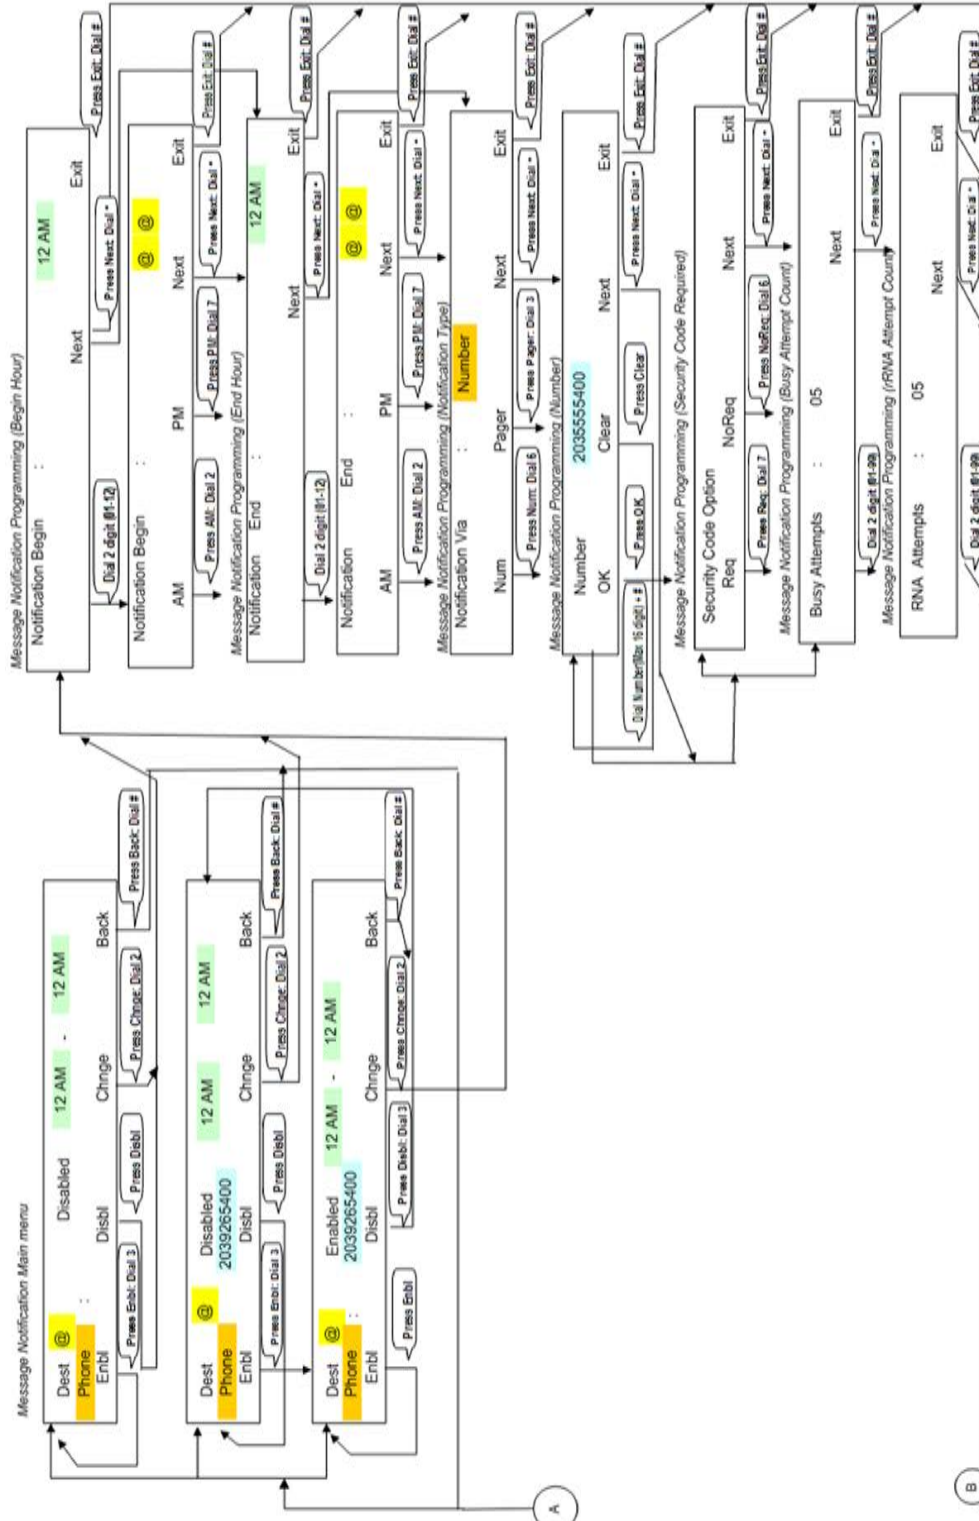 Message Notification Main menu
Dest @ Disabled 12 AM - 12 AM
Phone :
Enbl Disbl Chnge Back
Press Enbl: Dial 3
Press Disbl
Press Chnge: Dial 2
Press Back: Dial #
Dest @ Disabled 12 AM 12 AM
Phone 2039265400
Enbl Disbl Chnge Back
Press Enbl: Dial 3
Press Disbl
Press Chnge: Dial 2
Press Back: Dial #
Dest @ Enabled 12 AM - 12 AM
Phone : 2039265400
Enbl Disbl Chnge Back
Press Enbl
Press Disbl: Dial 3
Press Chnge: Dial 2
Press Back: Dial #
A
B
Message Notification Programming (Begin Hour)
Notification Begin : 12 AM
Next Exit
Dial 2 digit (01-12)
Press Next: Dial *
Press Exit: Dial #
Notification Begin : @ @
AM PM Next Exit
Press AM: Dial 2
Press PM: Dial 7
Press Next: Dial *
Press Exit: Dial #
Message Notification Programming (End Hour)
Notification End : 12 AM
Next Exit
Dial 2 digit (01-12)
Press Next: Dial *
Press Exit: Dial #
Notification End : @ @
AM PM Next Exit
Press AM: Dial 2
Press PM: Dial 7
Press Next: Dial *
Press Exit: Dial #
Message Notification Programming (Notification Type)
Notification Via : Number
Num Pager Next Exit
Press Num: Dial 6
Press Pager: Dial 3
Press Next: Dial *
Press Exit: Dial #
Message Notification Programming (Number)
Number 2035555400
OK Clear Next Exit
Dial Number(Max 16 digit) + #
Press OK
Press Clear
Press Next: Dial *
Press Exit: Dial #
Message Notification Programming (Security Code Required)
Security Code Option
Req NoReq Next Exit
Press Req: Dial 7
Press NoReq: Dial 6
Press Next: Dial *
Press Exit: Dial #
Message Notification Programming (Busy Attempt Count)
Busy Attempts : 05
Next Exit
Dial 2 digit (01-99)
Press Next: Dial *
Press Exit: Dial #
Message Notification Programming (rRNA Attempt Count)
RNA Attempts : 05
Next Exit
Dial 2 digit (01-99)
Press Next: Dial *
Press Exit: Dial #